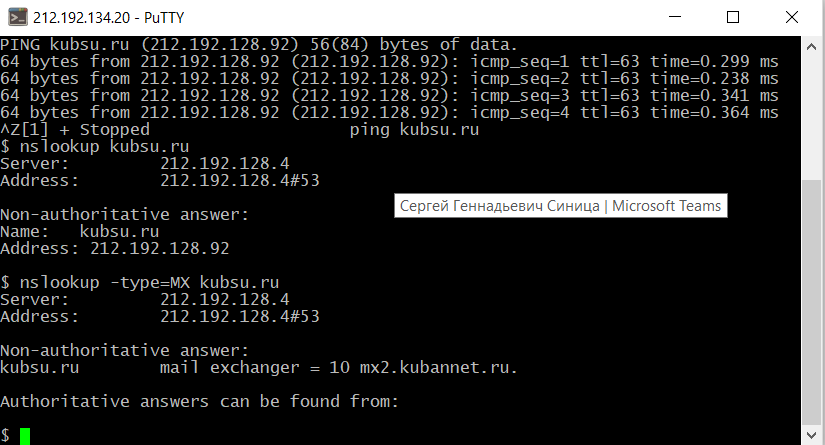 212.192.134.20 - PuTTY
PING kubsu.ru (212.192.128.92) 56(84) bytes of data.
64 bytes from 212.192.128.92 (212.192.128.92): icmp_seq=1 ttl=63 time=0.299 ms
64 bytes from 212.192.128.92 (212.192.128.92): icmp_seq=2 ttl=63 time=0.238 ms
64 bytes from 212.192.128.92 (212.192.128.92): icmp_seq=3 ttl=63 time=0.341 ms
64 bytes from 212.192.128.92 (212.192.128.92): icmp_seq=4 ttl=63 time=0.364 ms
^Z[1] + Stopped                    ping kubsu.ru
$ nslookup kubsu.ru
Server:         212.192.128.4
Address:        212.192.128.4#53
Сергей Геннадьевич Синица | Microsoft Teams
Non-authoritative answer:
Name:   kubsu.ru
Address: 212.192.128.92
$ nslookup -type=MX kubsu.ru
Server:         212.192.128.4
Address:        212.192.128.4#53
Non-authoritative answer:
kubsu.ru        mail exchanger = 10 mx2.kubannet.ru.
Authoritative answers can be found from:
$